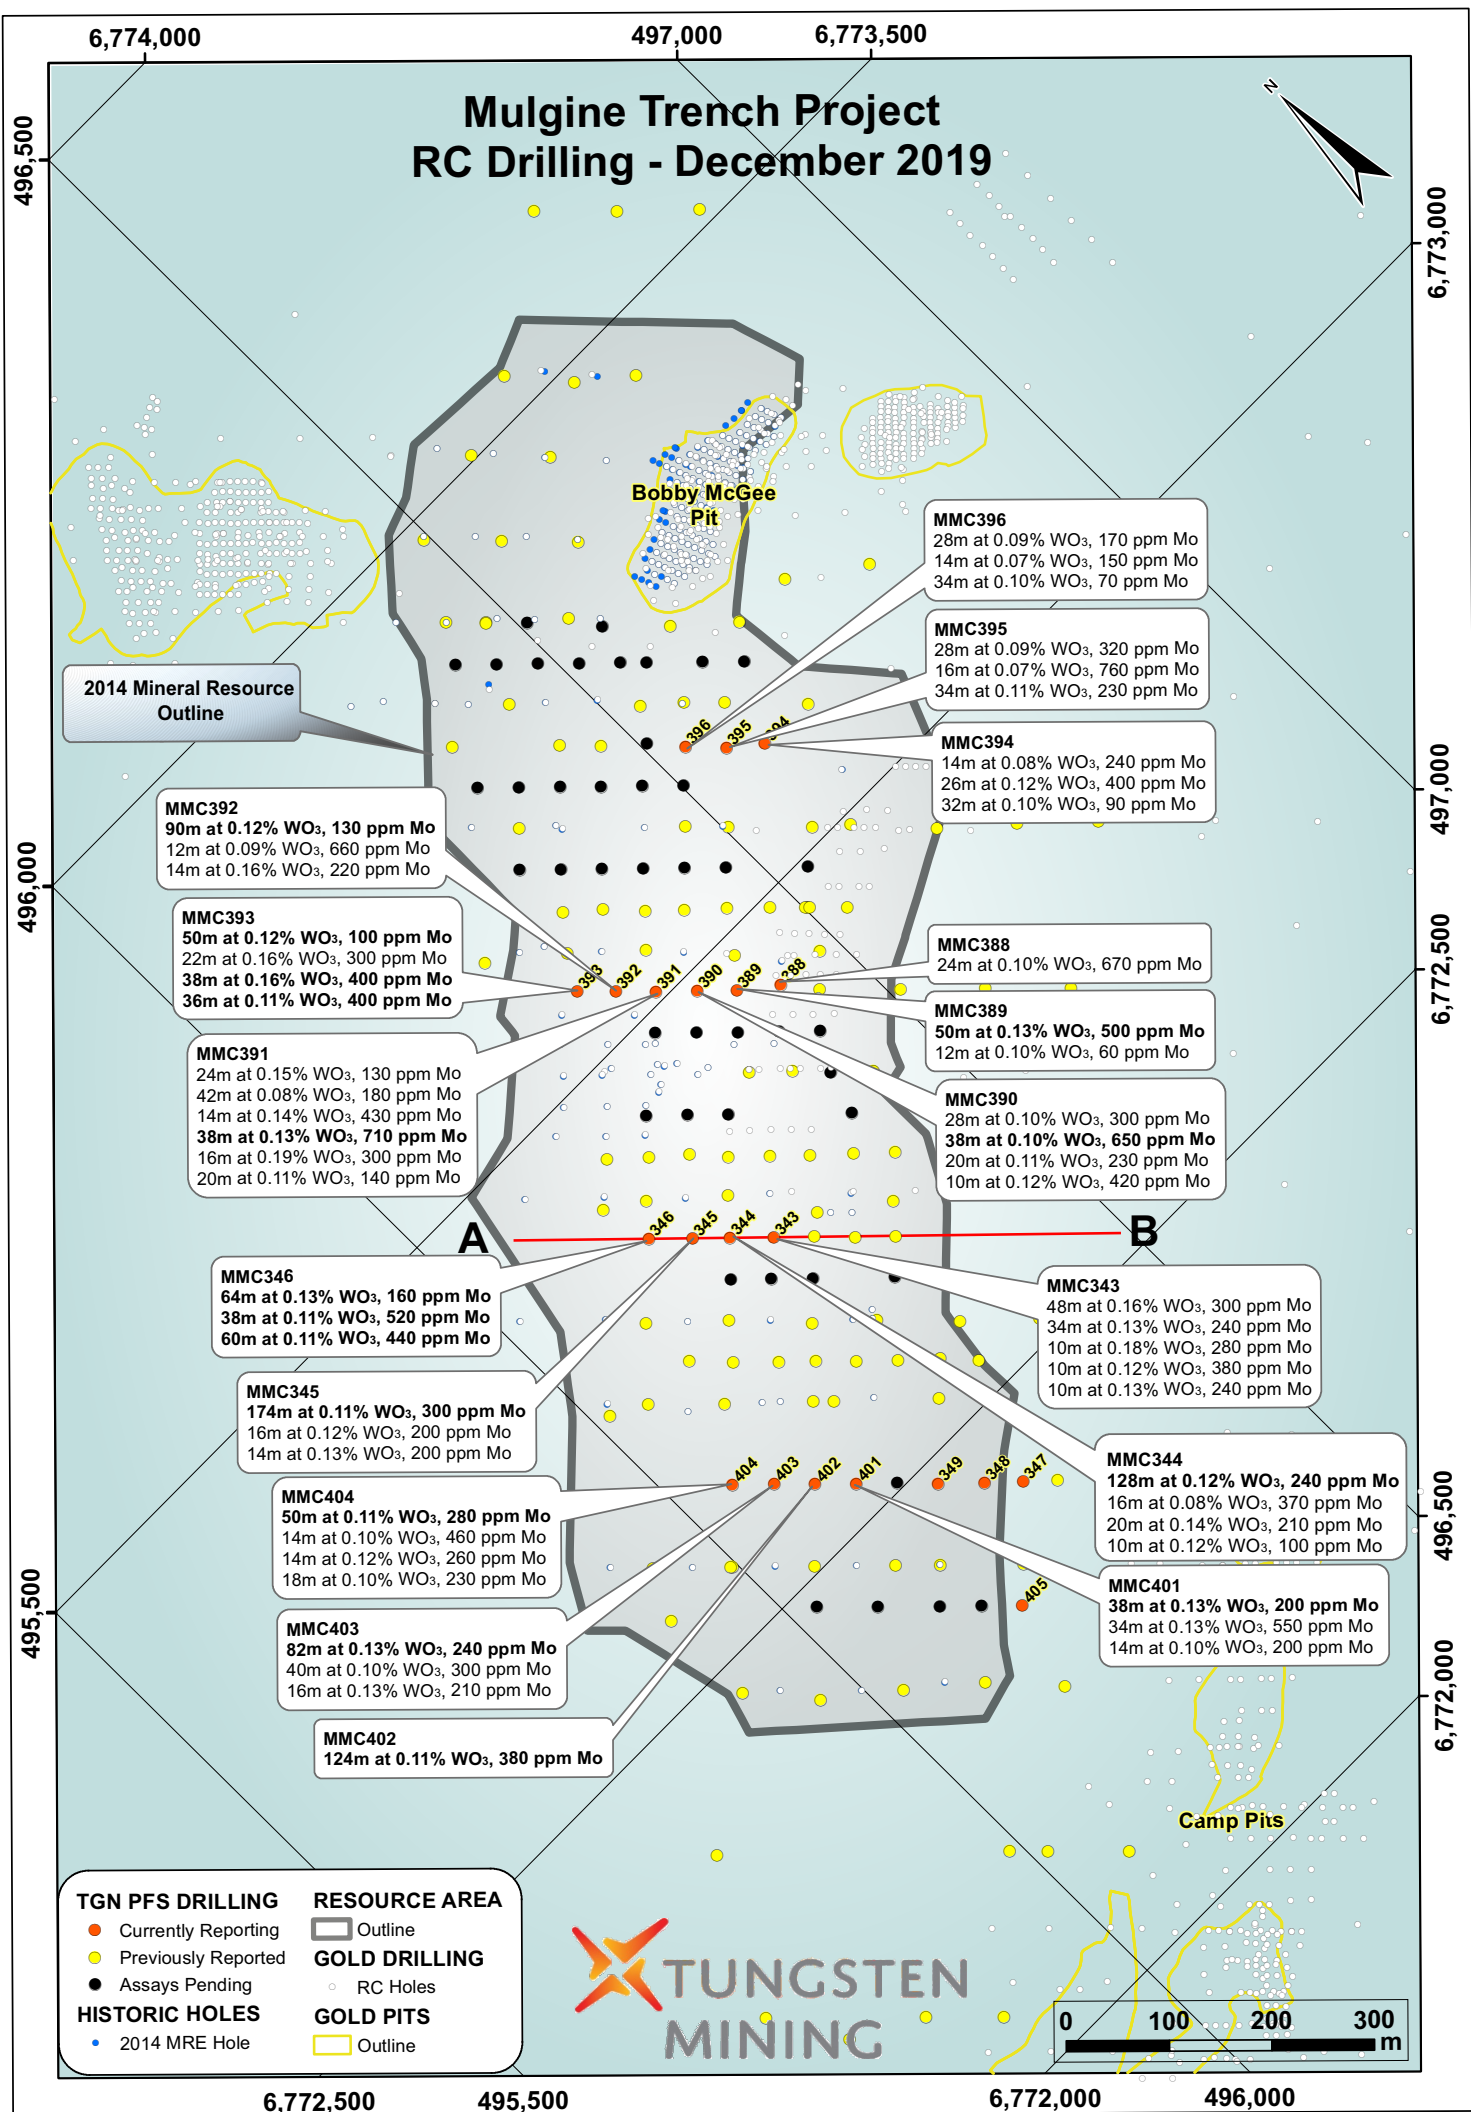 6,774,000
497,000
6,773,500
496,500
Mulgine Trench Project
RC Drilling - December 2019
N
6,773,000
Bobby McGee
Pit
MMC396
28m at 0.09% WO₃, 170 ppm Mo
14m at 0.07% WO₃, 150 ppm Mo
34m at 0.10% WO₃, 70 ppm Mo
MMC395
28m at 0.09% WO₃, 320 ppm Mo
16m at 0.07% WO₃, 760 ppm Mo
34m at 0.11% WO₃, 230 ppm Mo
2014 Mineral Resource
Outline
396
395
MMC394
14m at 0.08% WO₃, 240 ppm Mo
26m at 0.12% WO₃, 400 ppm Mo
32m at 0.10% WO₃, 90 ppm Mo
497,000
MMC392
90m at 0.12% WO₃, 130 ppm Mo
12m at 0.09% WO₃, 660 ppm Mo
14m at 0.16% WO₃, 220 ppm Mo
496,000
MMC393
50m at 0.12% WO₃, 100 ppm Mo
22m at 0.16% WO₃, 300 ppm Mo
38m at 0.16% WO₃, 400 ppm Mo
36m at 0.11% WO₃, 400 ppm Mo
393
392
391
390
389
388
MMC388
24m at 0.10% WO₃, 670 ppm Mo
6,772,500
MMC389
50m at 0.13% WO₃, 500 ppm Mo
12m at 0.10% WO₃, 60 ppm Mo
MMC391
24m at 0.15% WO₃, 130 ppm Mo
42m at 0.08% WO₃, 180 ppm Mo
14m at 0.14% WO₃, 430 ppm Mo
38m at 0.13% WO₃, 710 ppm Mo
16m at 0.19% WO₃, 300 ppm Mo
20m at 0.11% WO₃, 140 ppm Mo
MMC390
28m at 0.10% WO₃, 300 ppm Mo
38m at 0.10% WO₃, 650 ppm Mo
20m at 0.11% WO₃, 230 ppm Mo
10m at 0.12% WO₃, 420 ppm Mo
A
346
345
344
343
B
MMC346
64m at 0.13% WO₃, 160 ppm Mo
38m at 0.11% WO₃, 520 ppm Mo
60m at 0.11% WO₃, 440 ppm Mo
MMC343
48m at 0.16% WO₃, 300 ppm Mo
34m at 0.13% WO₃, 240 ppm Mo
10m at 0.18% WO₃, 280 ppm Mo
10m at 0.12% WO₃, 380 ppm Mo
10m at 0.13% WO₃, 240 ppm Mo
MMC345
174m at 0.11% WO₃, 300 ppm Mo
16m at 0.12% WO₃, 200 ppm Mo
14m at 0.13% WO₃, 200 ppm Mo
MMC344
128m at 0.12% WO₃, 240 ppm Mo
16m at 0.08% WO₃, 370 ppm Mo
20m at 0.14% WO₃, 210 ppm Mo
10m at 0.12% WO₃, 100 ppm Mo
404
403
402
401
349
348
347
496,500
MMC404
50m at 0.11% WO₃, 280 ppm Mo
14m at 0.10% WO₃, 460 ppm Mo
14m at 0.12% WO₃, 260 ppm Mo
18m at 0.10% WO₃, 230 ppm Mo
405
MMC401
38m at 0.13% WO₃, 200 ppm Mo
34m at 0.13% WO₃, 550 ppm Mo
14m at 0.10% WO₃, 200 ppm Mo
495,500
MMC403
82m at 0.13% WO₃, 240 ppm Mo
40m at 0.10% WO₃, 300 ppm Mo
16m at 0.13% WO₃, 210 ppm Mo
6,772,000
MMC402
124m at 0.11% WO₃, 380 ppm Mo
Camp Pits
TGN PFS DRILLING
Currently Reporting
Previously Reported
Assays Pending
HISTORIC HOLES
2014 MRE Hole
RESOURCE AREA
Outline
GOLD DRILLING
RC Holes
GOLD PITS
Outline
TUNGSTEN
MINING
0 100 200 300
m
6,772,500
495,500
6,772,000
496,000